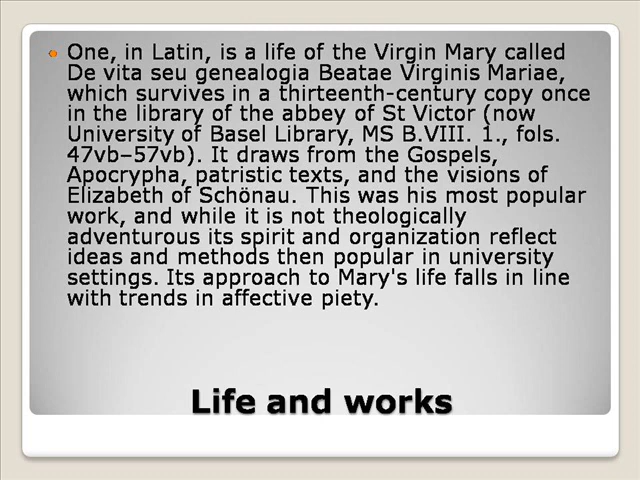 One, in Latin, is a life of the Virgin Mary called
De vita seu genealogia Beatae Virginis Mariae,
which survives in a thirteenth-century copy once
in the library of the abbey of St Victor (now
University of Basel Library, MS B.VIII. 1., fols.
47vb–57vb). It draws from the Gospels,
Apocrypha, patristic texts, and the visions of
Elizabeth of Schönau. This was his most popular
work, and while it is not theologically
adventurous its spirit and organization reflect
ideas and methods then popular in university
settings. Its approach to Mary's life falls in line
with trends in affective piety.
Life and works